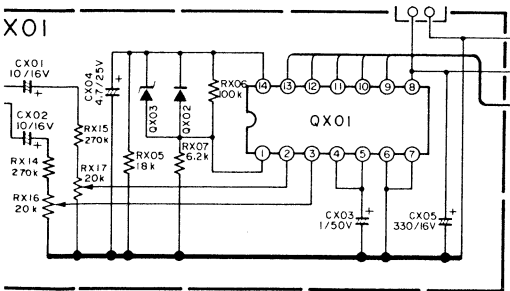 X01
CX01
10/16V
CX04
4.7/25V
QX03
QX02
RX06
100k
14 13 12 11 10 9 8
CX02
10/16V
RX15
270k
QX01
RX14
270k
RX17
20k
RX05
18k
RX07
6.2k
1 2 3 4 5 6 7
RX16
20k
CX03
1/50V
CX05
330/16V